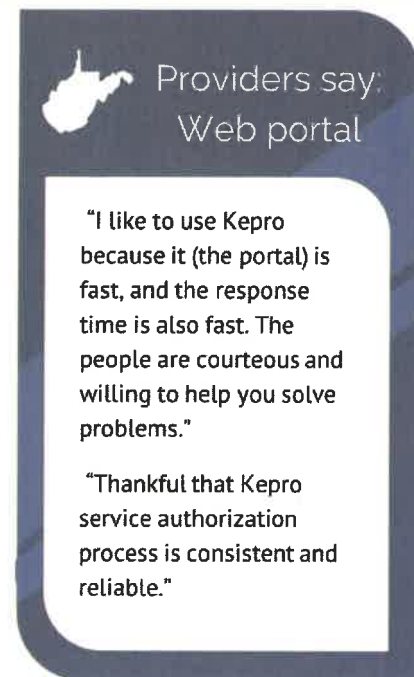 Providers say:
Web portal
“I like to use Kepro
because it (the portal) is
fast, and the response
time is also fast. The
people are courteous and
willing to help you solve
problems.”
“Thankful that Kepro
service authorization
process is consistent and
reliable.”